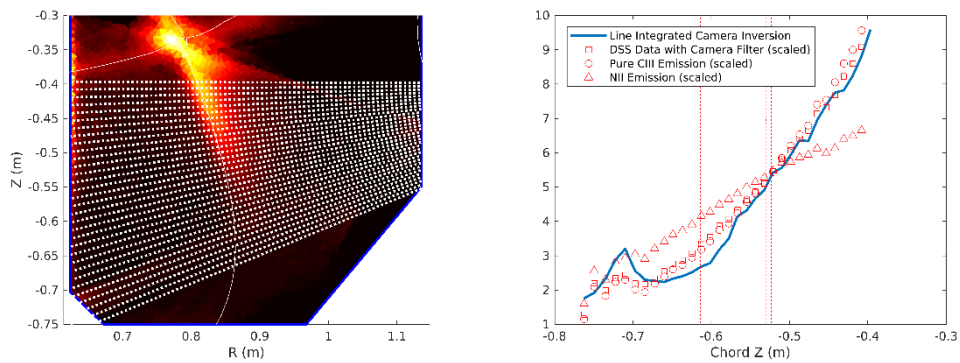 -0.3
-0.35
-0.4
-0.45
-0.5
-0.55
-0.6
-0.65
-0.7
-0.75
Z (m)
0.7 0.8 0.9 1 1.1
R (m)
10
9
8
7
6
5
4
3
2
1
Line Integrated Camera Inversion
DSS Data with Camera Filter (scaled)
Pure CIII Emission (scaled)
NII Emission (scaled)
-0.8 -0.7 -0.6 -0.5 -0.4 -0.3
Chord Z (m)